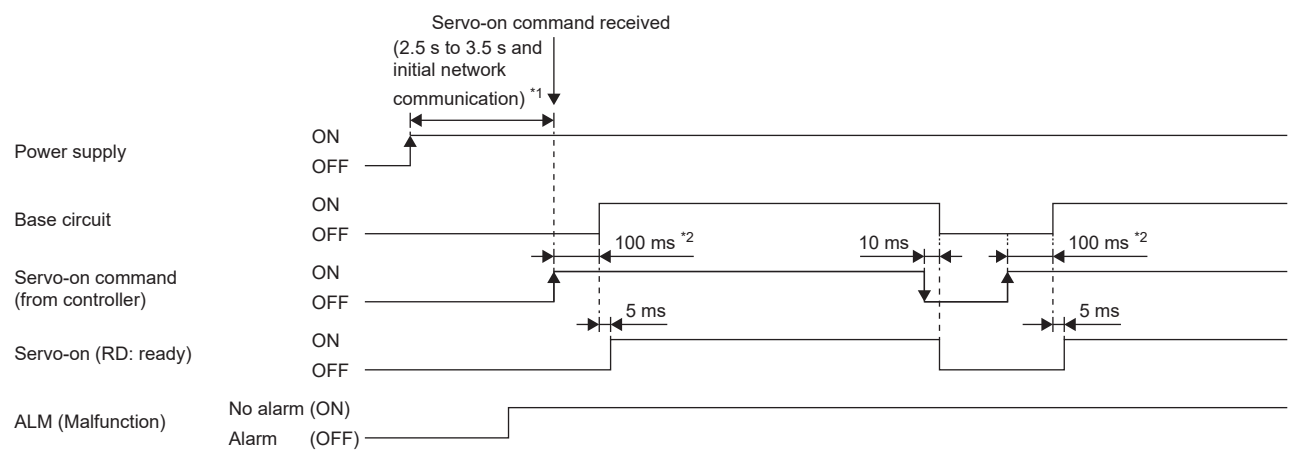 Servo-on command received
(2.5 s to 3.5 s and
initial network
communication) *1
Power supply
ON
OFF
Base circuit
ON
OFF
100 ms *2
10 ms
100 ms *2
Servo-on command
(from controller)
ON
OFF
5 ms
5 ms
Servo-on (RD: ready)
ON
OFF
ALM (Malfunction)
No alarm (ON)
Alarm (OFF)